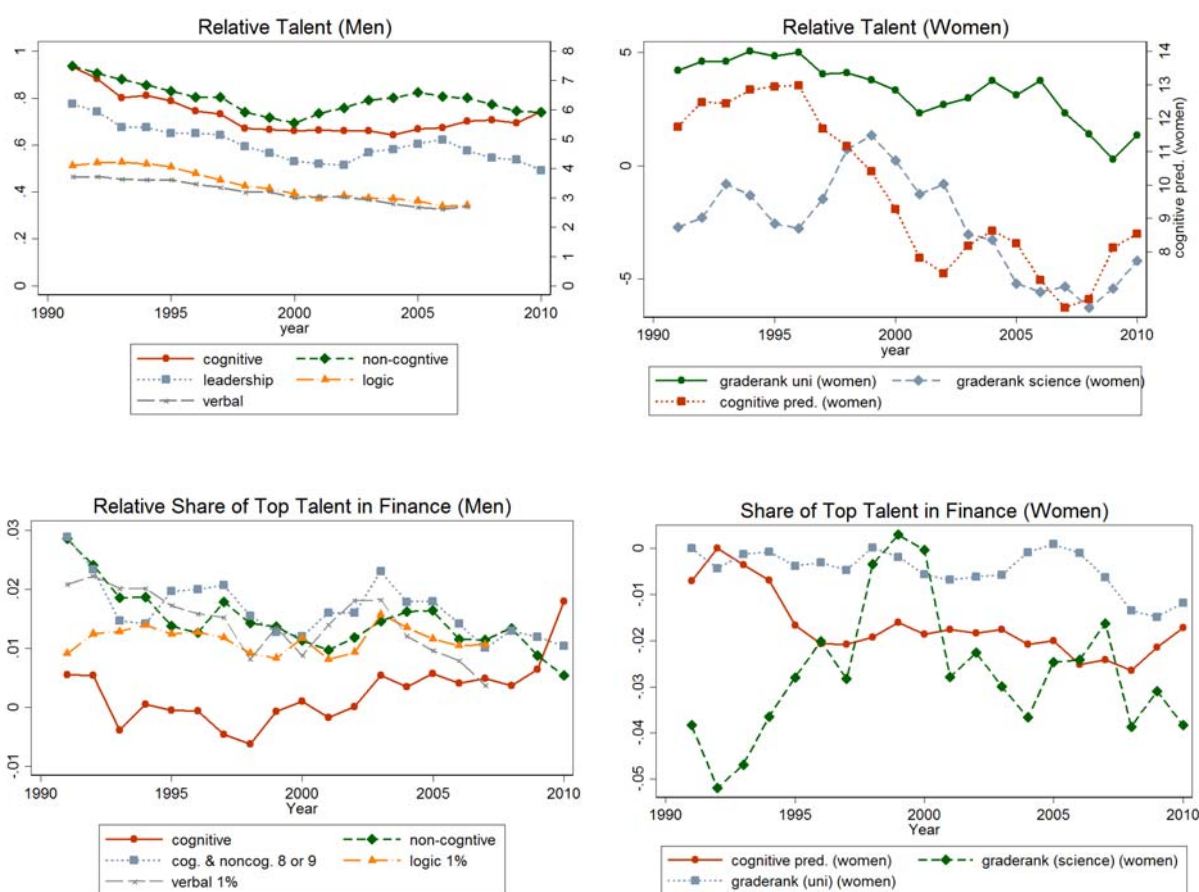 Relative Talent (Men)
1
.8
.6
.4
.2
0
8
7
6
5
4
3
2
1
0
1990 1995 2000 2005 2010
year
cognitive non-cogntive
leadership logic
verbal
Relative Talent (Women)
5
0
-5
14
13
12
11
10
9
8
cognitive pred. (women)
1990 1995 2000 2005 2010
year
graderank uni (women) graderank science (women)
cognitive pred. (women)
Relative Share of Top Talent in Finance (Men)
.03
.02
.010
0
-.01
1990 1995 2000 2005 2010
Year
cognitive non-cogntive
cog. & noncog. 8 or 9 logic 1%
verbal 1%
Share of Top Talent in Finance (Women)
0
-.01
-.02
-.03
-.04
-.05
1990 1995 2000 2005 2010
Year
cognitive pred. (women) graderank (science) (women)
graderank (uni) (women)